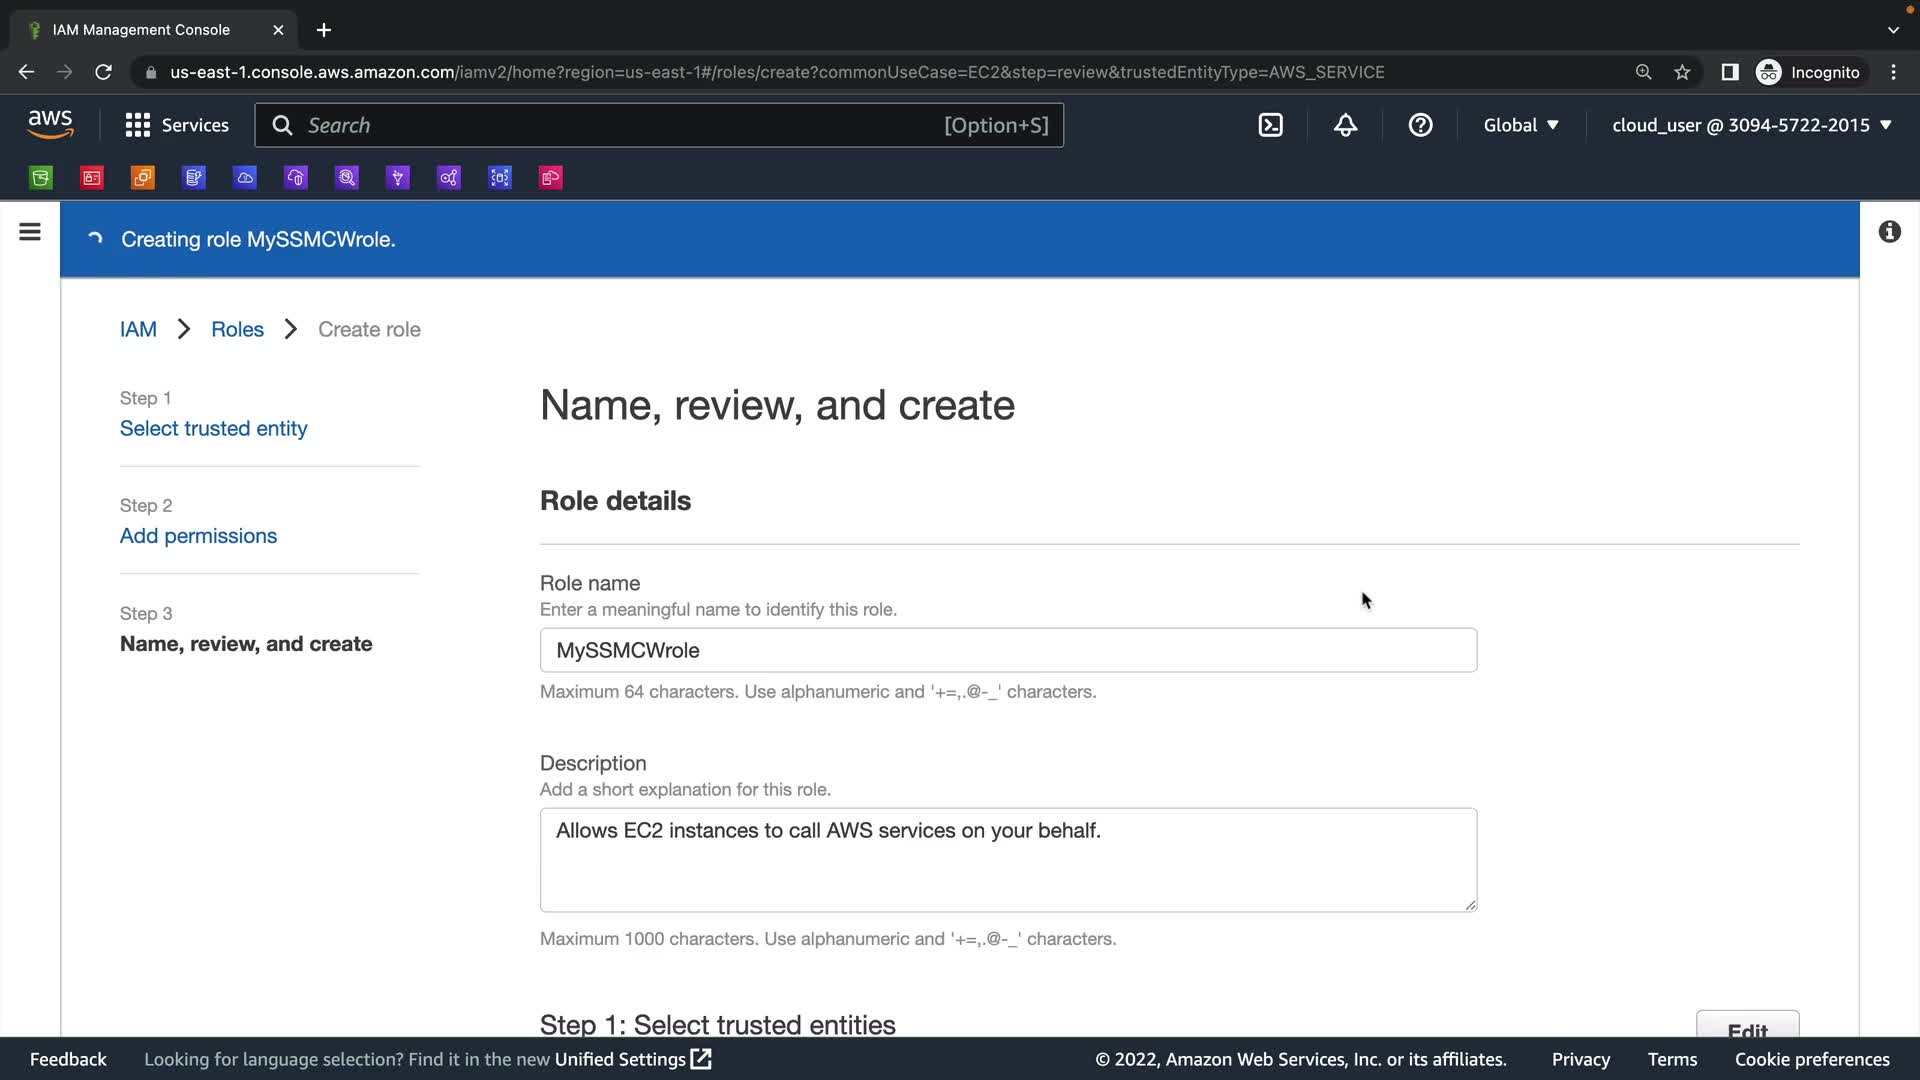 IAM Management Console
us-east-1.console.aws.amazon.com/iamv2/home?region=us-east-1#/roles/create?commonUseCase=EC2&step=review&trustedEntityType=AWS_SERVICE
Incognito
aws
Services
Search
[Option+S]
Global
cloud_user @ 3094-5722-2015
Creating role MySSMCWrole.
IAM
Roles
Create role
Step 1
Select trusted entity
Step 2
Add permissions
Step 3
Name, review, and create
Name, review, and create
Role details
Role name
Enter a meaningful name to identify this role.
MySSMCWrole
Maximum 64 characters. Use alphanumeric and '+=,.@-_' characters.
Description
Add a short explanation for this role.
Allows EC2 instances to call AWS services on your behalf.
Maximum 1000 characters. Use alphanumeric and '+=,.@-_' characters.
Step 1: Select trusted entities
Edit
Feedback
Looking for language selection? Find it in the new Unified Settings
© 2022, Amazon Web Services, Inc. or its affiliates.
Privacy
Terms
Cookie preferences